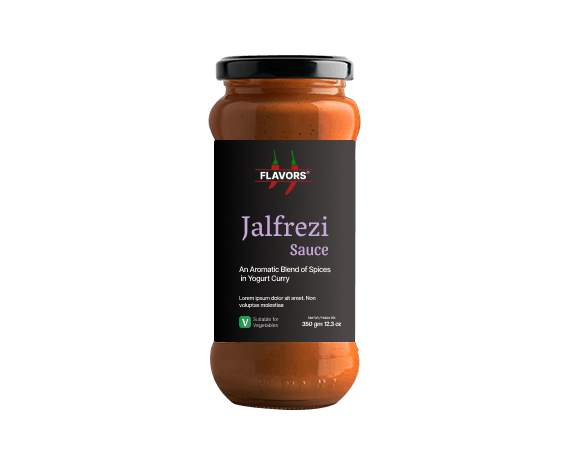 FLAVORS®
Jalfrezi
Sauce
An Aromatic Blend of Spices
in Yogurt Curry
Lorem ipsum dolor sit amet. Non
voluptas molestiae
V Suitable for
Vegetables
350 gm 12.3 oz